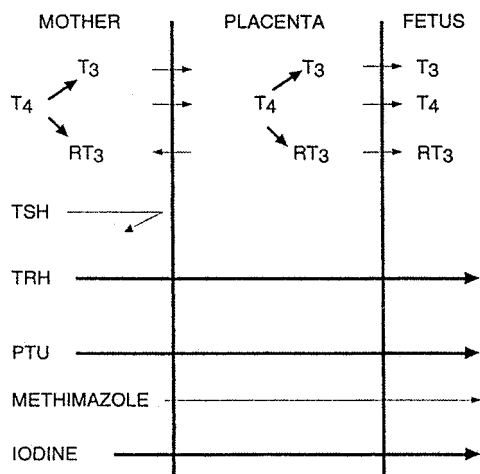 MOTHER PLACENTA FETUS
T3 T3 T3
T4 T4 T4
RT3 RT3 RT3
TSH
TRH
PTU
METHIMAZOLE
IODINE